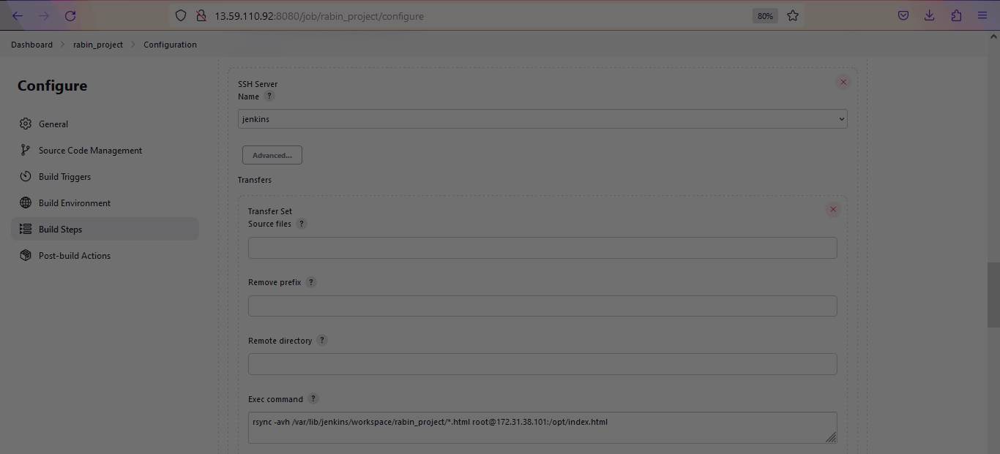 13.59.110.92:8080/job/rabin_project/configure
80%
Dashboard > rabin_project > Configuration
Configure
General
Source Code Management
Build Triggers
Build Environment
Build Steps
Post-build Actions
SSH Server
Name ?
jenkins
Advanced...
Transfers
Transfer Set
Source files ?
Remove prefix ?
Remote directory ?
Exec command ?
rsync -avh /var/lib/jenkins/workspace/rabin_project/*.html root@172.31.38.101:/opt/index.html